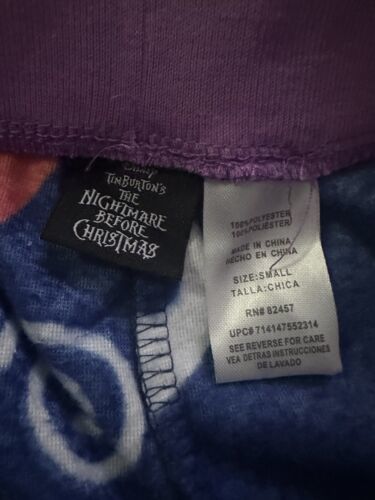 Disney
TIM BURTON'S
THE
NIGHTMARE
BEFORE
CHRISTMAS
100% POLYESTER
100% POLIÉSTER
MADE IN CHINA
HECHO EN CHINA
SIZE:SMALL
TALLA:CHICA
RN# 82457
UPC# 714147552314
SEE REVERSE FOR CARE
VEA DETRAS INSTRUCCIONES
DE LAVADO